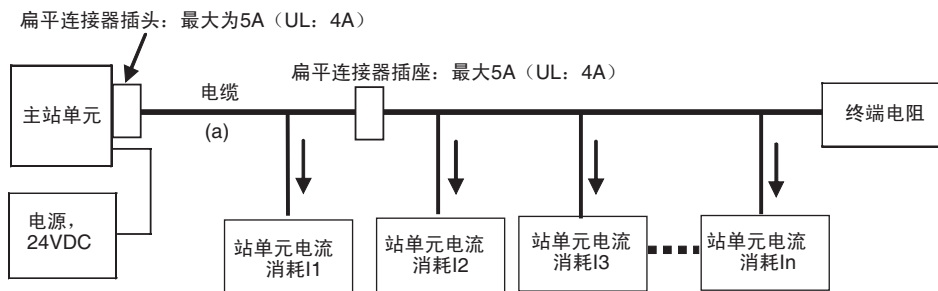 扁平连接器插头：最大为5A（UL：4A）
扁平连接器插座：最大5A（UL：4A）
主站单元
电缆
(a)
终端电阻
电源，
24VDC
站单元电流
消耗I1
站单元电流
消耗I2
站单元电流
消耗I3
站单元电流
消耗In